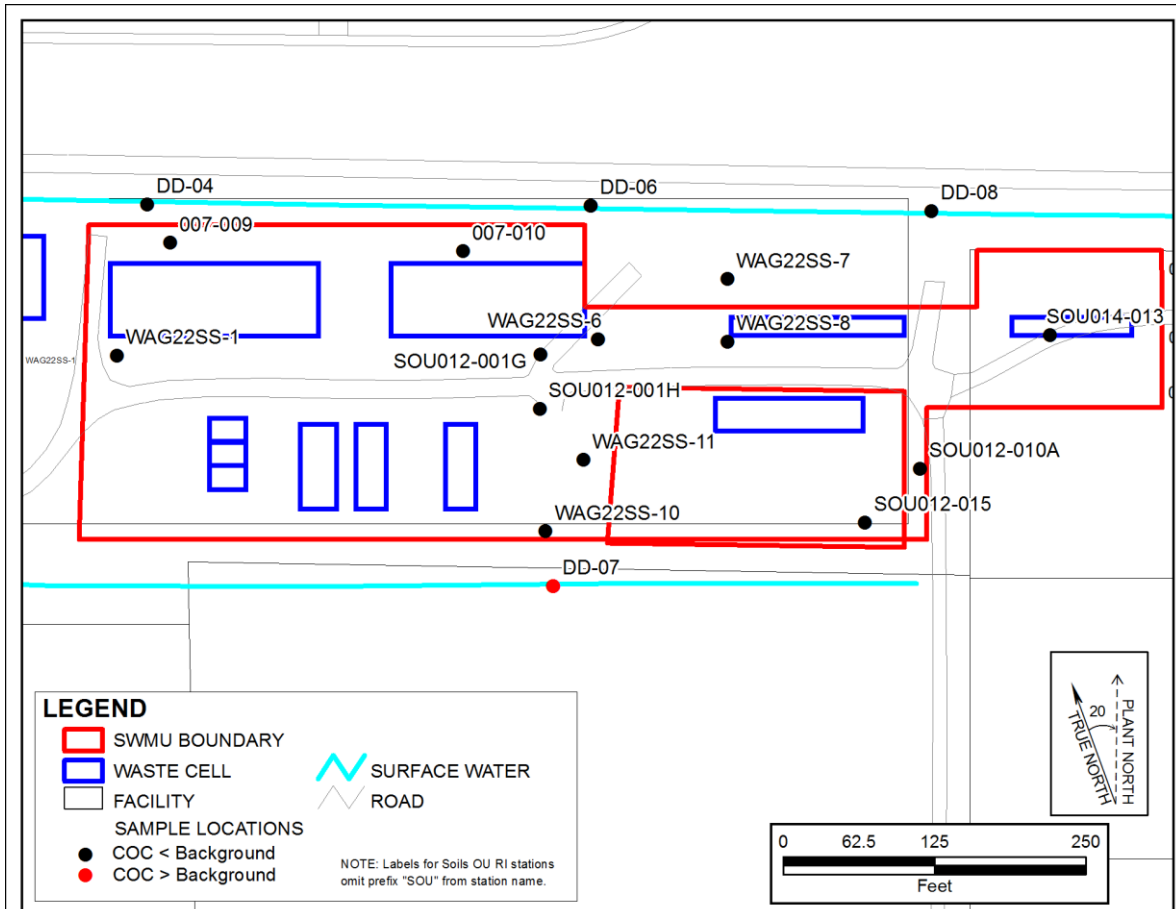 DD-04
DD-06
DD-08
007-009
007-010
WAG22SS-7
WAG22SS-6
WAG22SS-8
SOU014-013
WAG22SS-1
WAG22SS-1
SOU012-001G
SOU012-001H
WAG22SS-11
SOU012-010A
WAG22SS-10
SOU012-015
DD-07
LEGEND
SWMU BOUNDARY
WASTE CELL
SURFACE WATER
FACILITY
ROAD
SAMPLE LOCATIONS
COC < Background
COC > Background
NOTE: Labels for Soils OU RI stations
omit prefix "SOU" from station name.
20
TRUE NORTH
PLANT NORTH
0 62.5 125 250
Feet